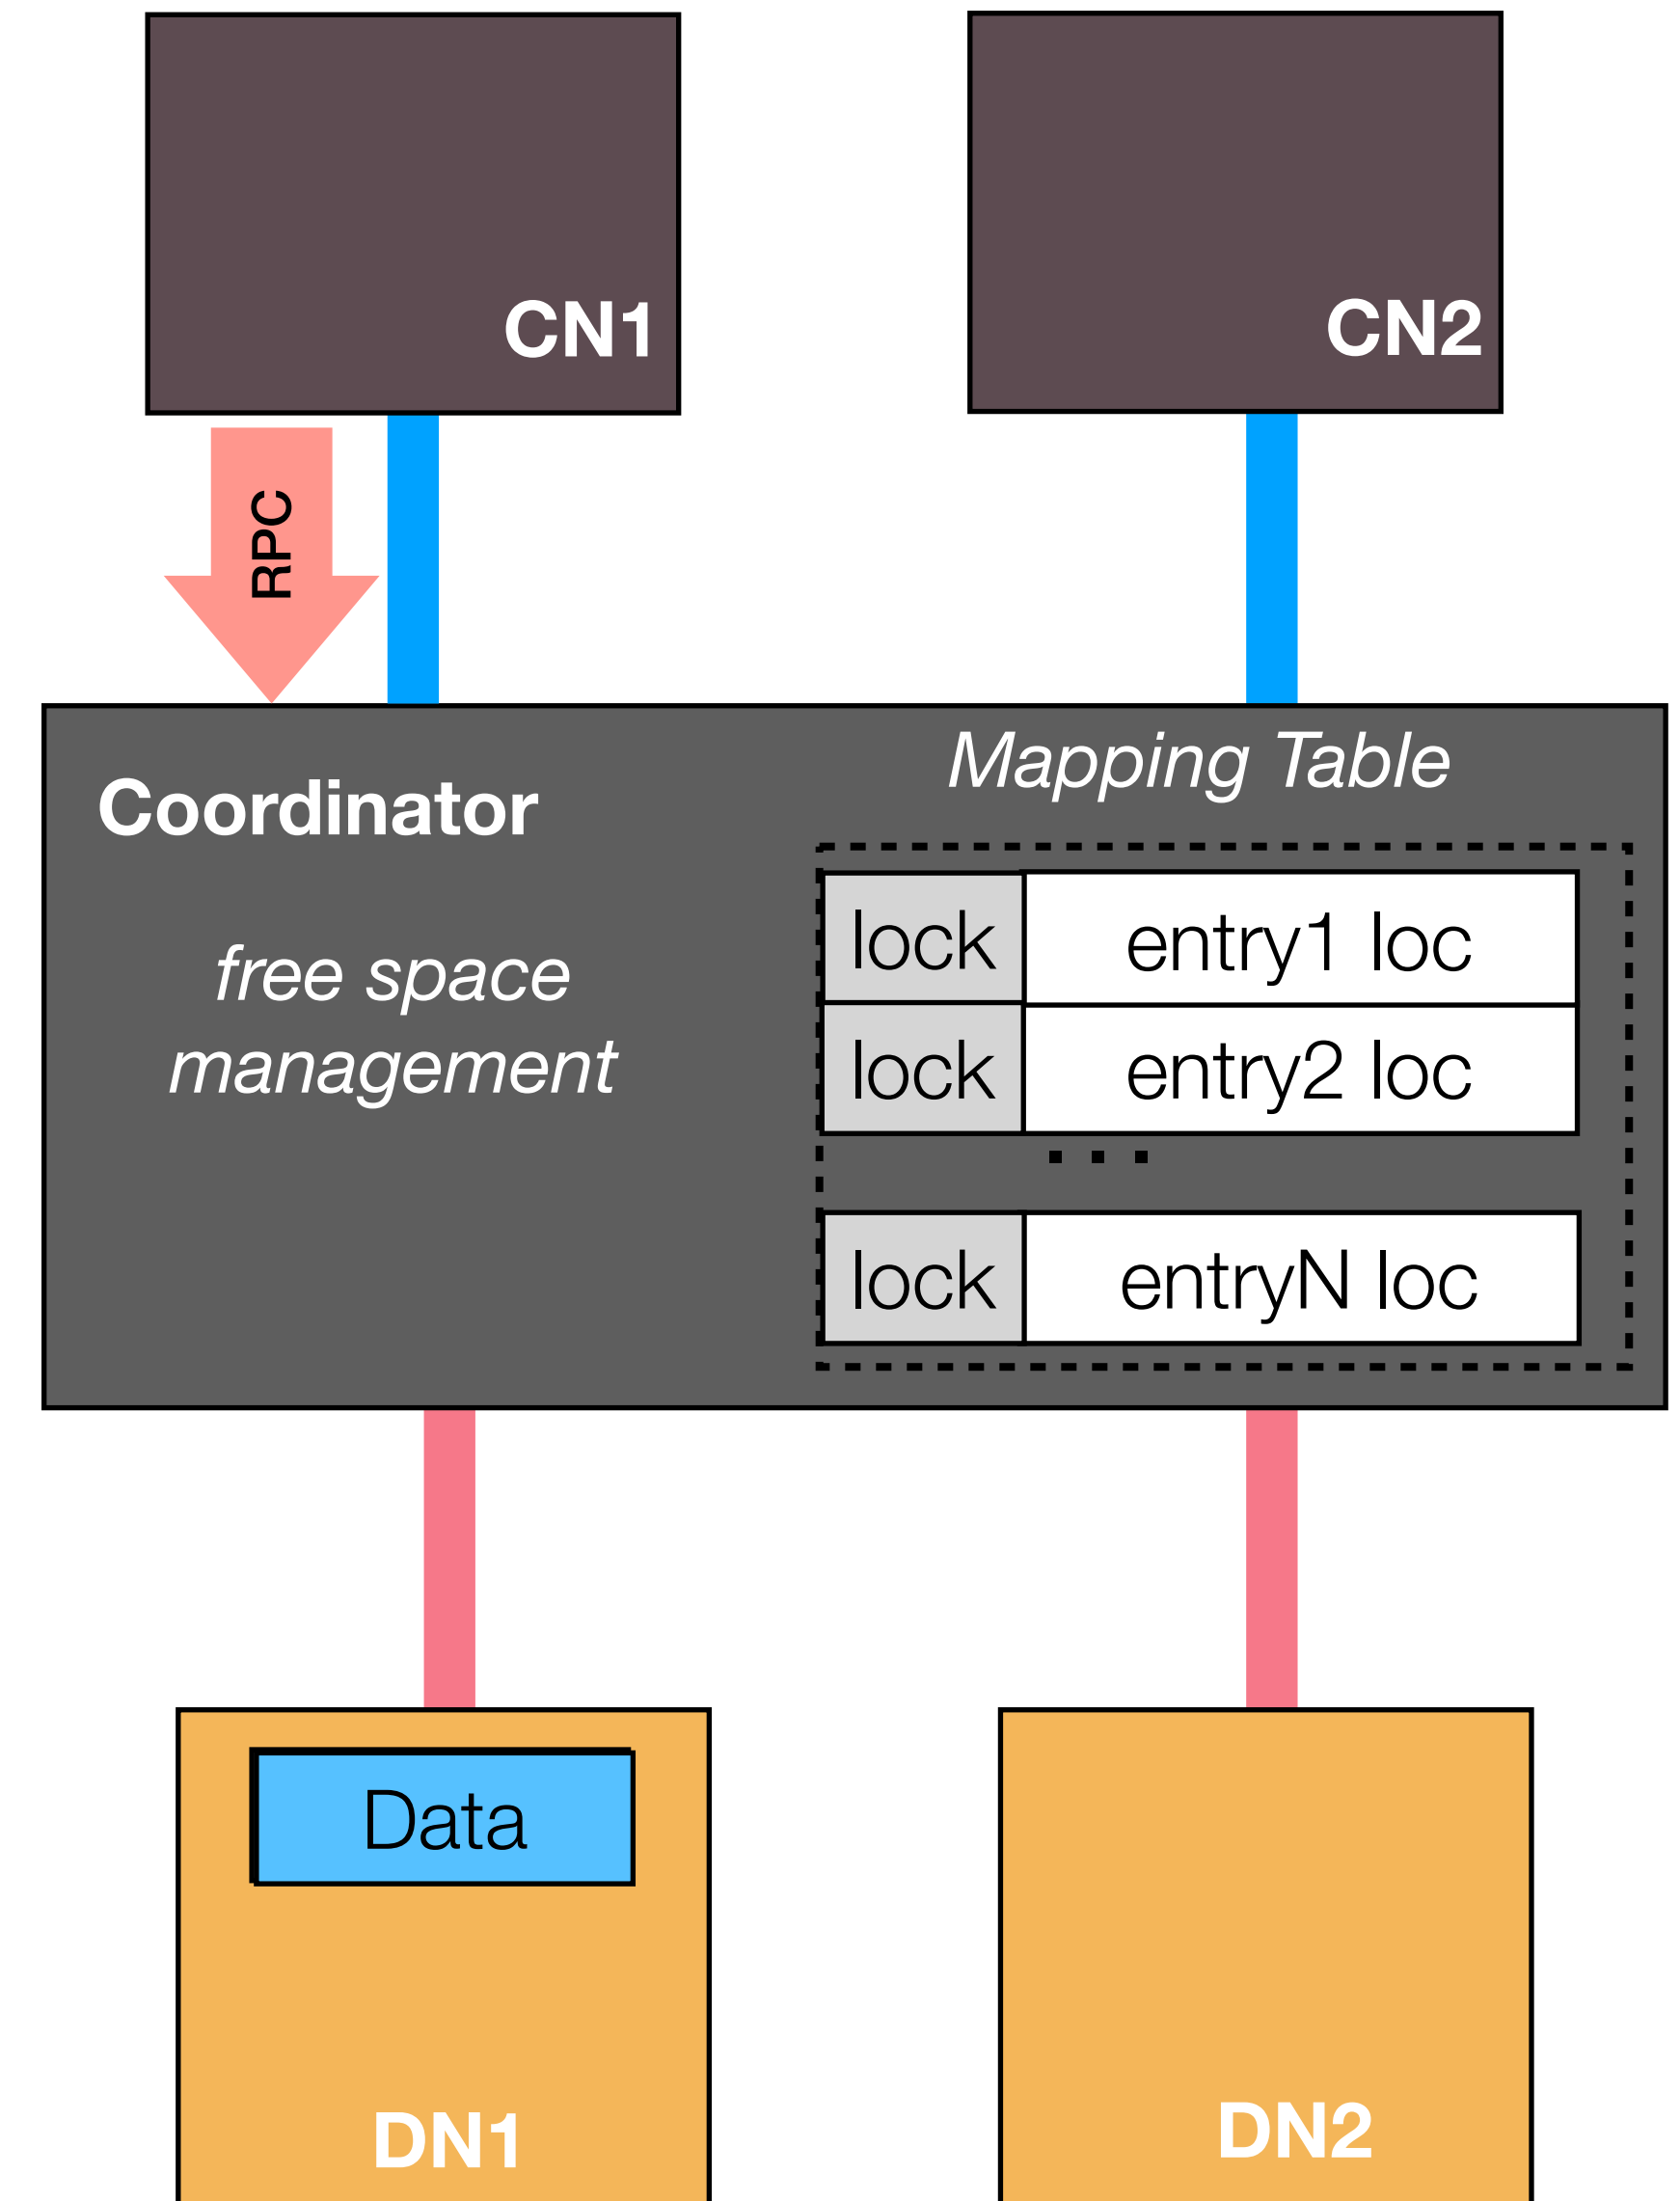 CN1
CN2
RPC
Coordinator
free space
management
Mapping Table
lock entry1 loc
lock entry2 loc
...
lock entryN loc
Data
DN1
DN2